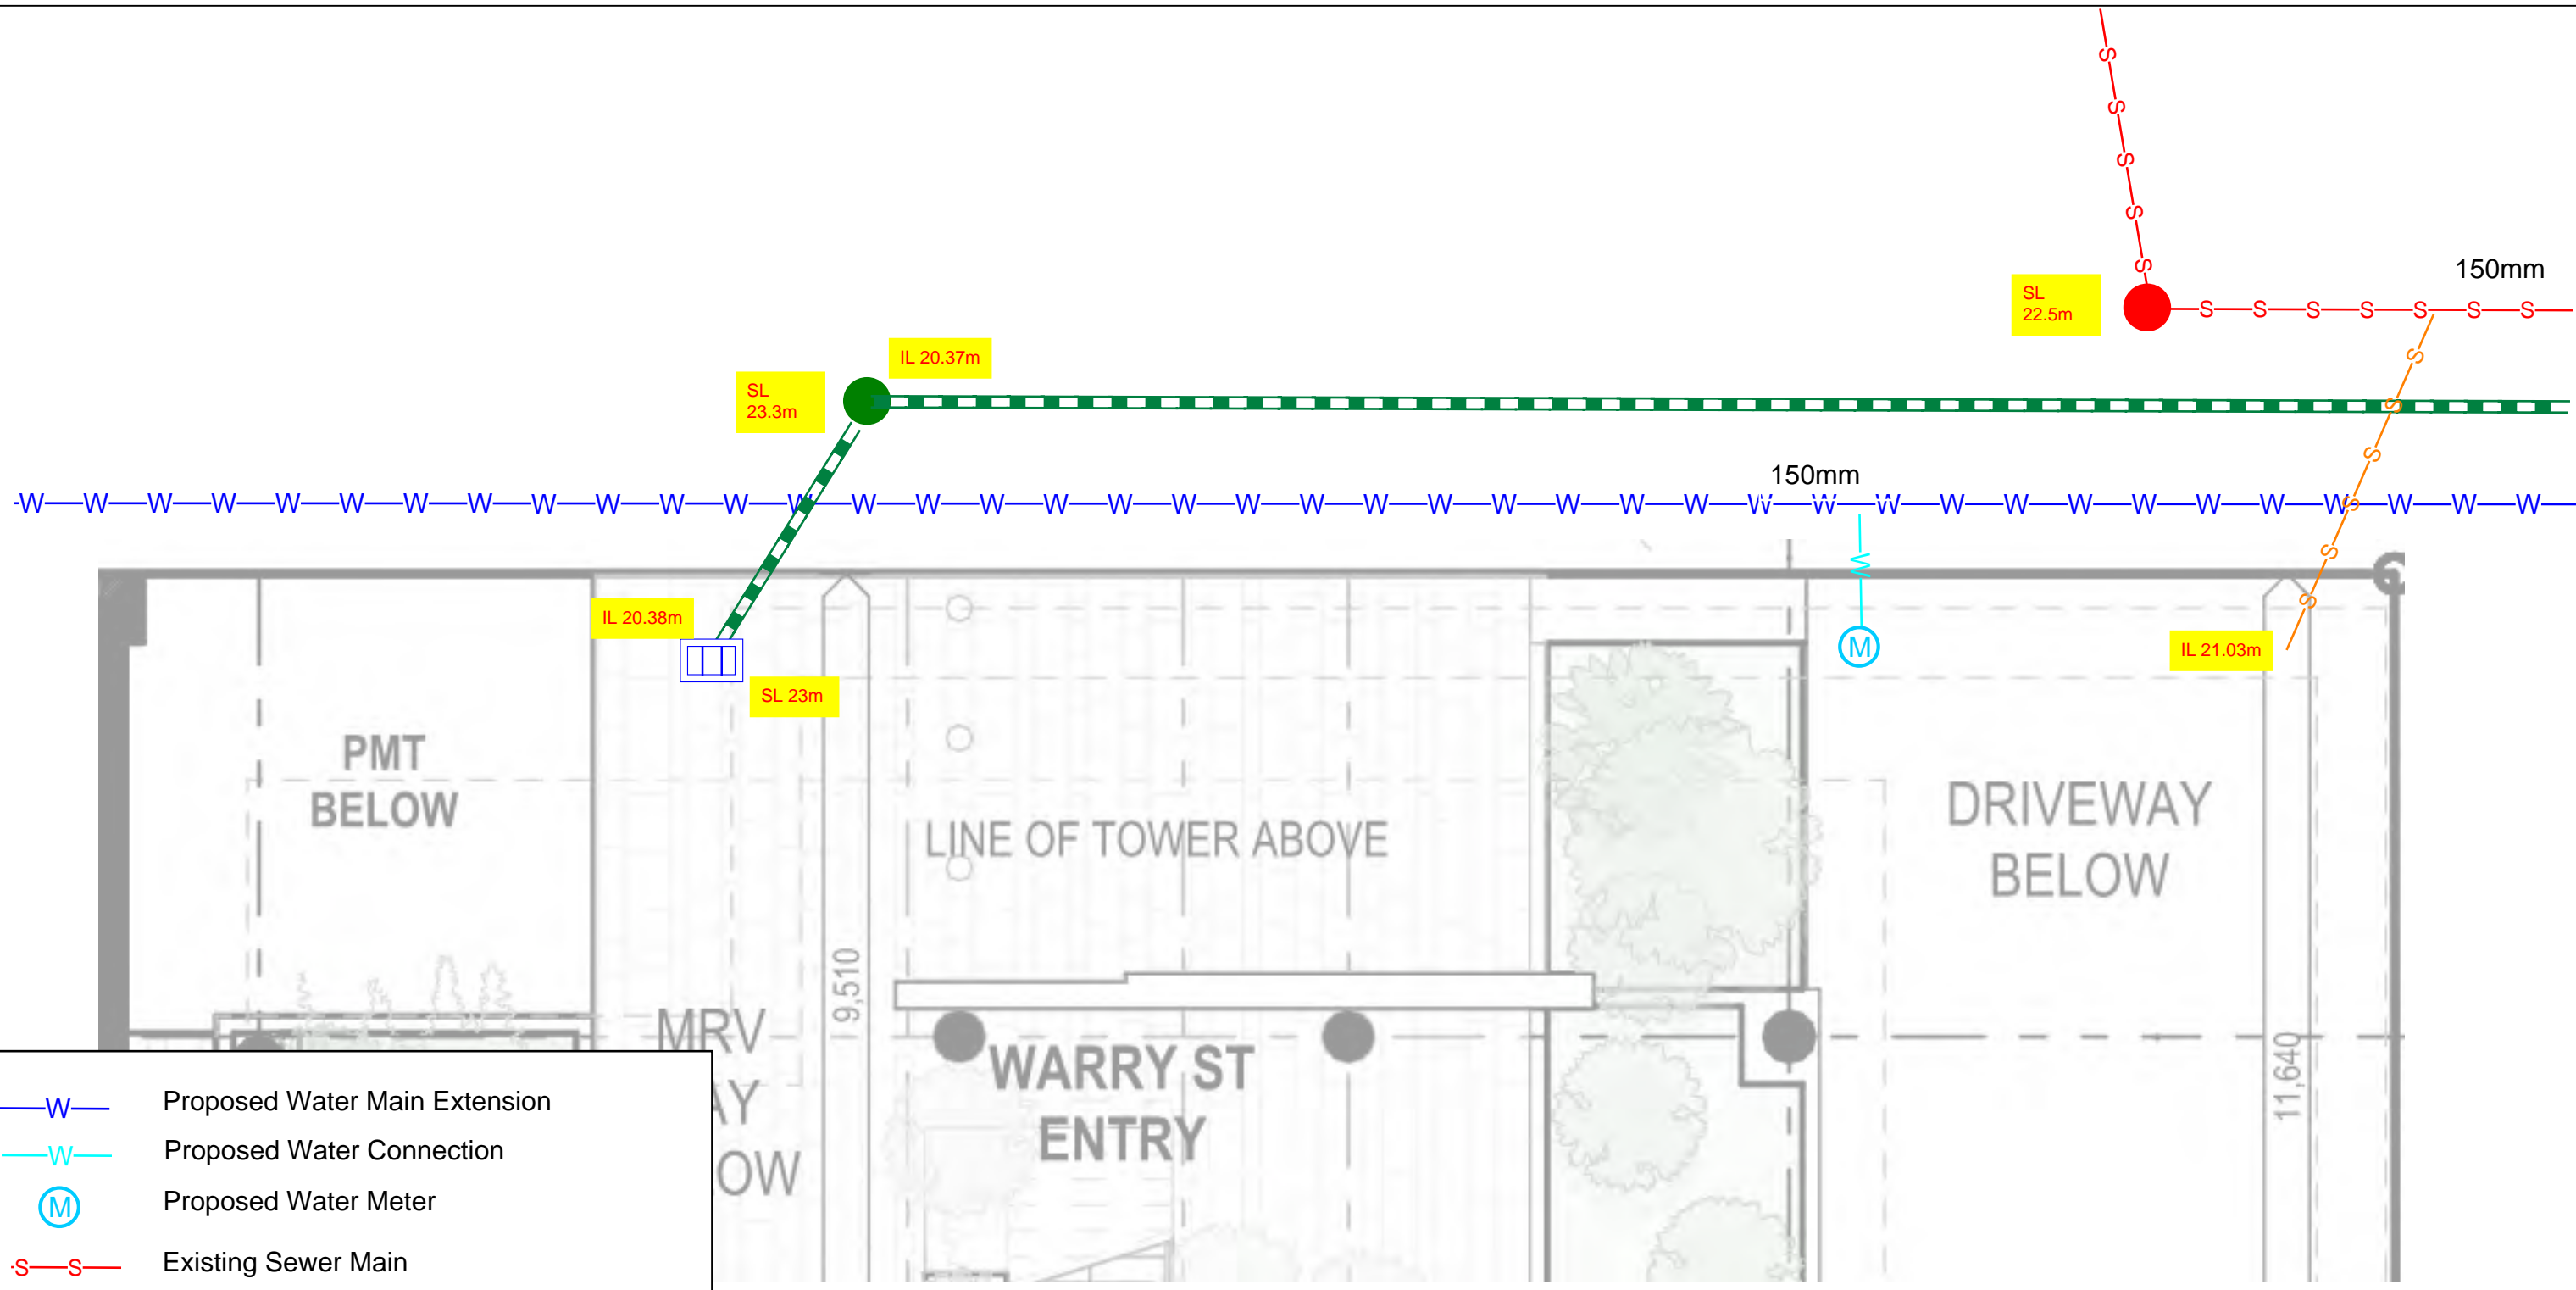 150mm
SL
22.5m
IL 20.37m
SL
23.3m
150mm
IL 20.38m
SL 23m
IL 21.03m
M
PMT
BELOW
LINE OF TOWER ABOVE
DRIVEWAY
BELOW
9,510
11,640
MRV
AY
OW
WARRY ST
ENTRY
W Proposed Water Main Extension
W Proposed Water Connection
M Proposed Water Meter
S S Existing Sewer Main